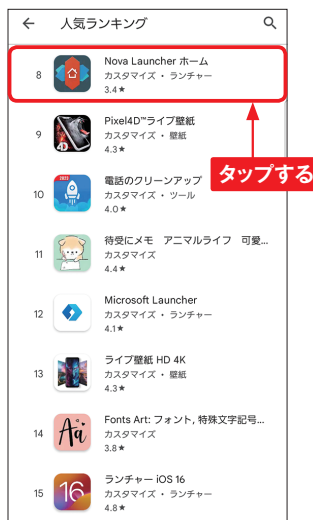 人気ランキング
8
Nova Launcher ホーム
カスタマイズ • ランチャー
3.4★
9
4D
Pixel4D™ライブ壁紙
カスタマイズ • 壁紙
4.3★
タップする
10
2023
電話のクリーンアップ
カスタマイズ • ツール
4.0★
11
待受にメモ　アニマルライフ　可愛...
カスタマイズ
4.4★
12
Microsoft Launcher
カスタマイズ • ランチャー
4.1★
13
ライブ壁紙 HD 4K
カスタマイズ • 壁紙
4.3★
14
Aa
Fonts Art: フォント, 特殊文字記号...
カスタマイズ
3.8★
15
16
ランチャー iOS 16
カスタマイズ • ランチャー
4.8★